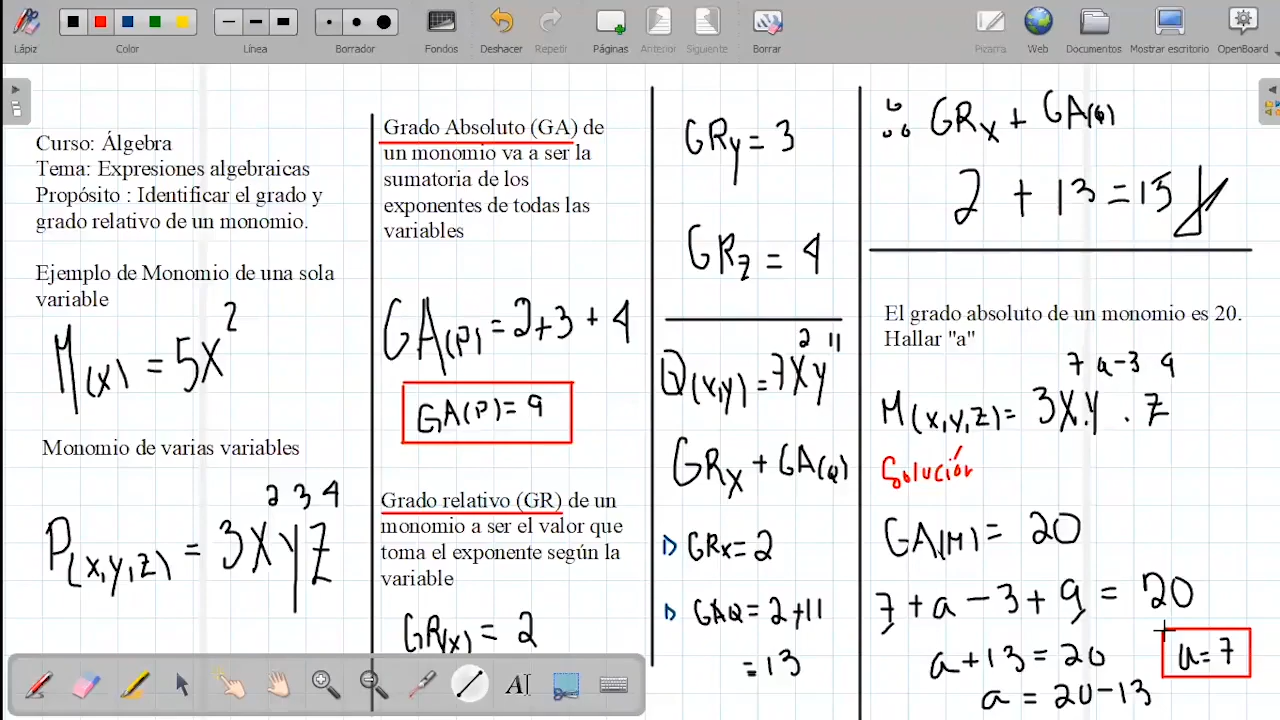 Lápiz
Color
Línea
Borrador
Fondos
Deshacer
Repetir
Páginas
Anterior
Siguiente
Borrar
Pizarra
Web
Documentos
Mostrar escritorio
OpenBoard
Curso: Álgebra
Tema: Expresiones algebraicas
Propósito : Identificar el grado y
grado relativo de un monomio.
Ejemplo de Monomio de una sola
variable
M(x) = 5x²
Monomio de varias variables
P(x,y,z) = 3x²y³z⁴
Grado Absoluto (GA) de
un monomio va a ser la
sumatoria de los
exponentes de todas las
variables
GA(P) = 2+3+4
GA(P) = 9
Grado relativo (GR) de un
monomio a ser el valor que
toma el exponente según la
variable
GR(x) = 2
GRy = 3
GRz = 4
Q(x,y) = 7x²y¹¹
GRx + GA(Q)
GRx = 2
GAQ = 2+11
= 13
∴ GRx + GA(Q)
2 + 13 = 15
El grado absoluto de un monomio es 20.
Hallar "a"
M(x,y,z) = 3x⁷.yᵃ⁻³.z⁹
Solución
GA(M) = 20
7 + a - 3 + 9 = 20
a + 13 = 20
a = 20 - 13
a = 7